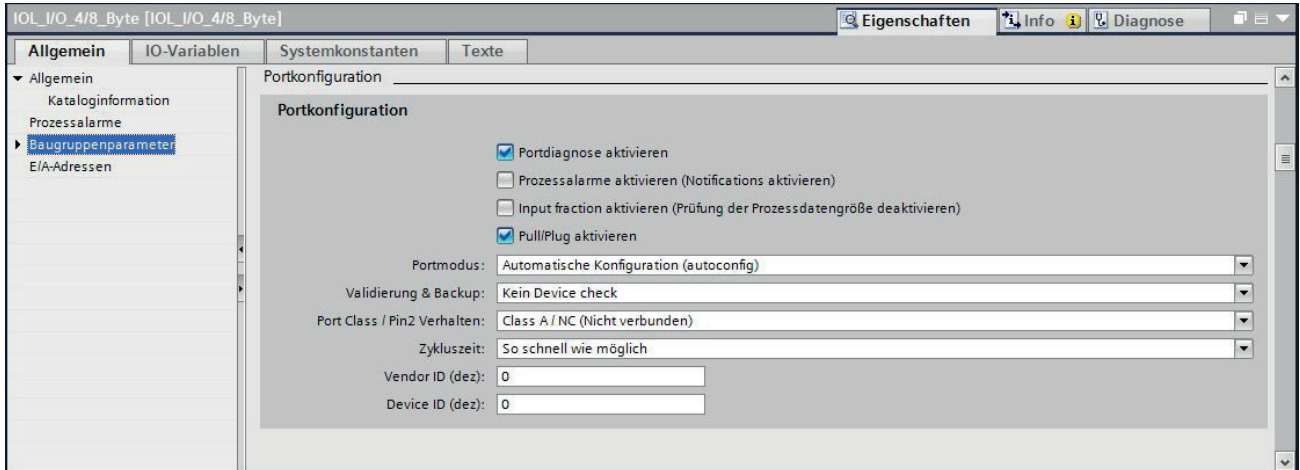 IOL_I/O_4/8_Byte [IOL_I/O_4/8_Byte]
Eigenschaften
Info
Diagnose
Allgemein
IO-Variablen
Systemkonstanten
Texte
Allgemein
Kataloginformation
Prozessalarme
Baugruppenparameter
E/A-Adressen
Portkonfiguration
Portkonfiguration
Portdiagnose aktivieren
Prozessalarme aktivieren (Notifications aktivieren)
Input fraction aktivieren (Prüfung der Prozessdatengröße deaktivieren)
Pull/Plug aktivieren
Portmodus: Automatische Konfiguration (autoconfig)
Validierung & Backup: Kein Device check
Port Class / Pin2 Verhalten: Class A / NC (Nicht verbunden)
Zykluszeit: So schnell wie möglich
Vendor ID (dez): 0
Device ID (dez): 0